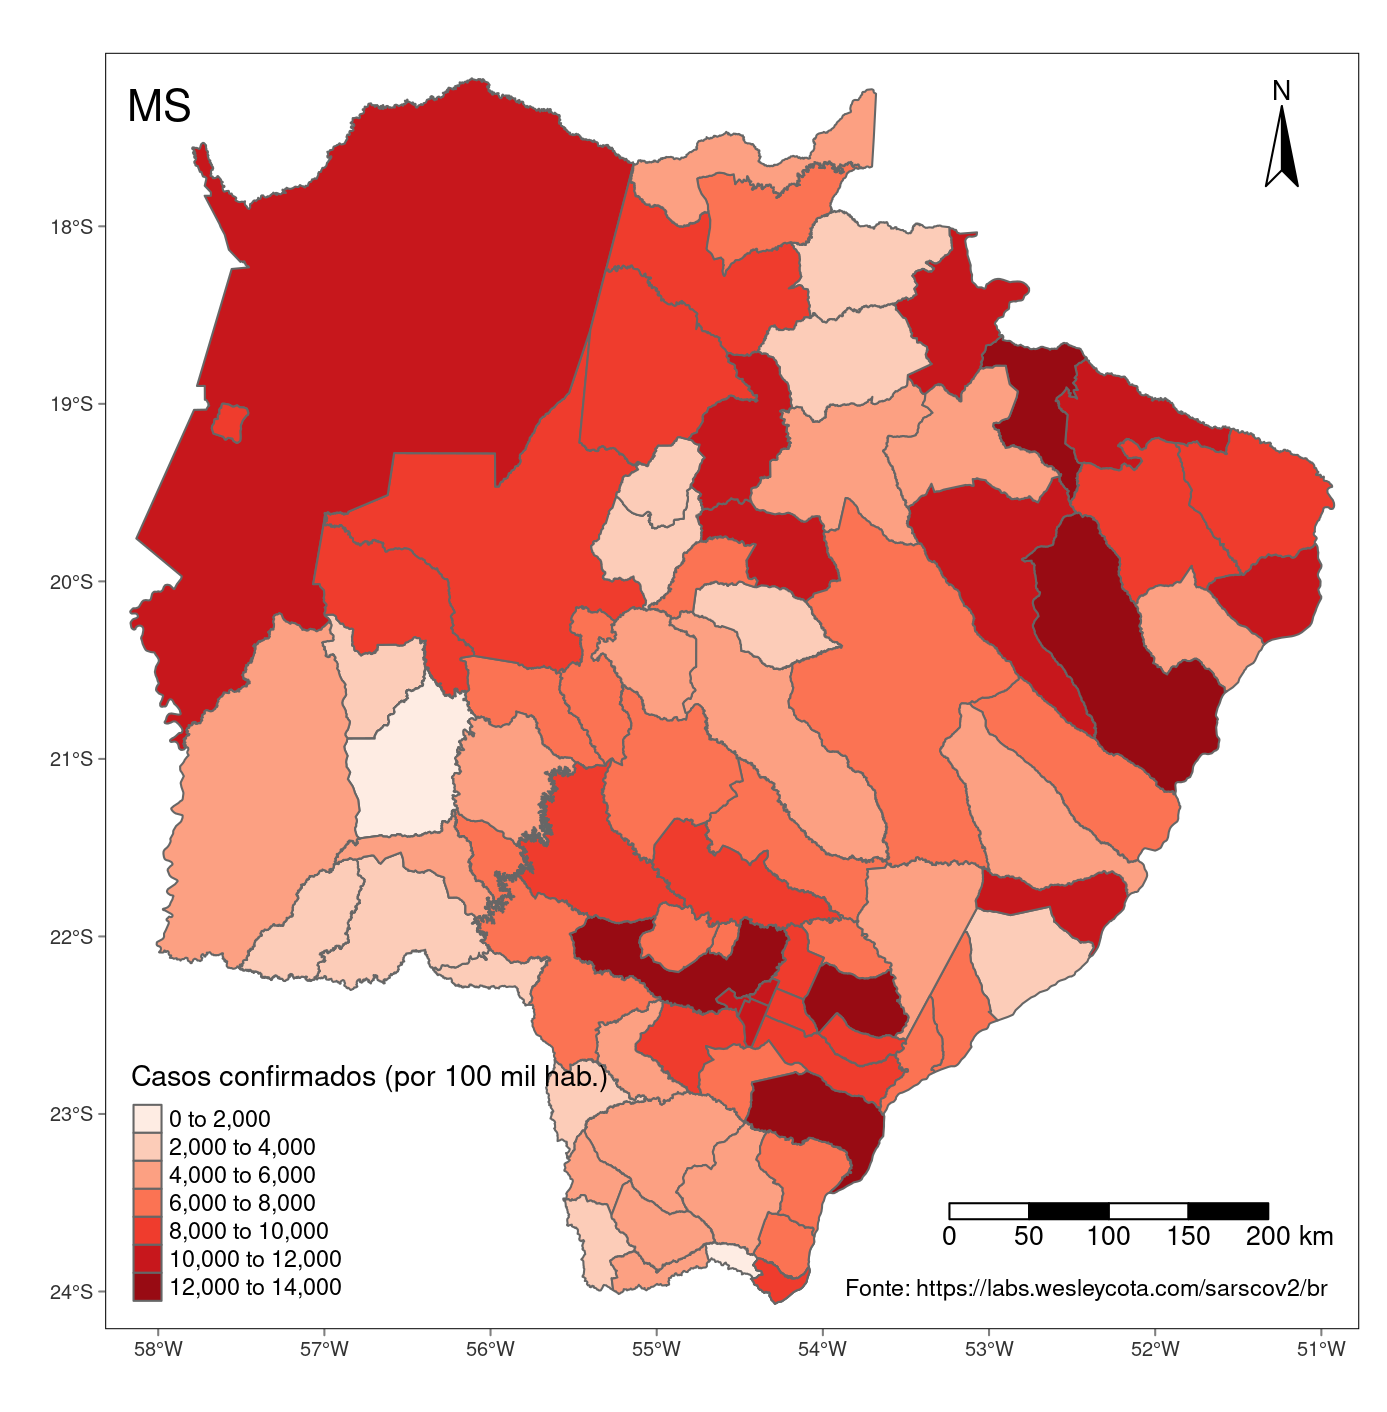 MS
N
18°S
19°S
20°S
21°S
22°S
23°S
24°S
Casos confirmados (por 100 mil hab.)
0 to 2,000
2,000 to 4,000
4,000 to 6,000
6,000 to 8,000
8,000 to 10,000
10,000 to 12,000
12,000 to 14,000
0 50 100 150 200 km
Fonte: https://labs.wesleycota.com/sarscov2/br
58°W 57°W 56°W 55°W 54°W 53°W 52°W 51°W